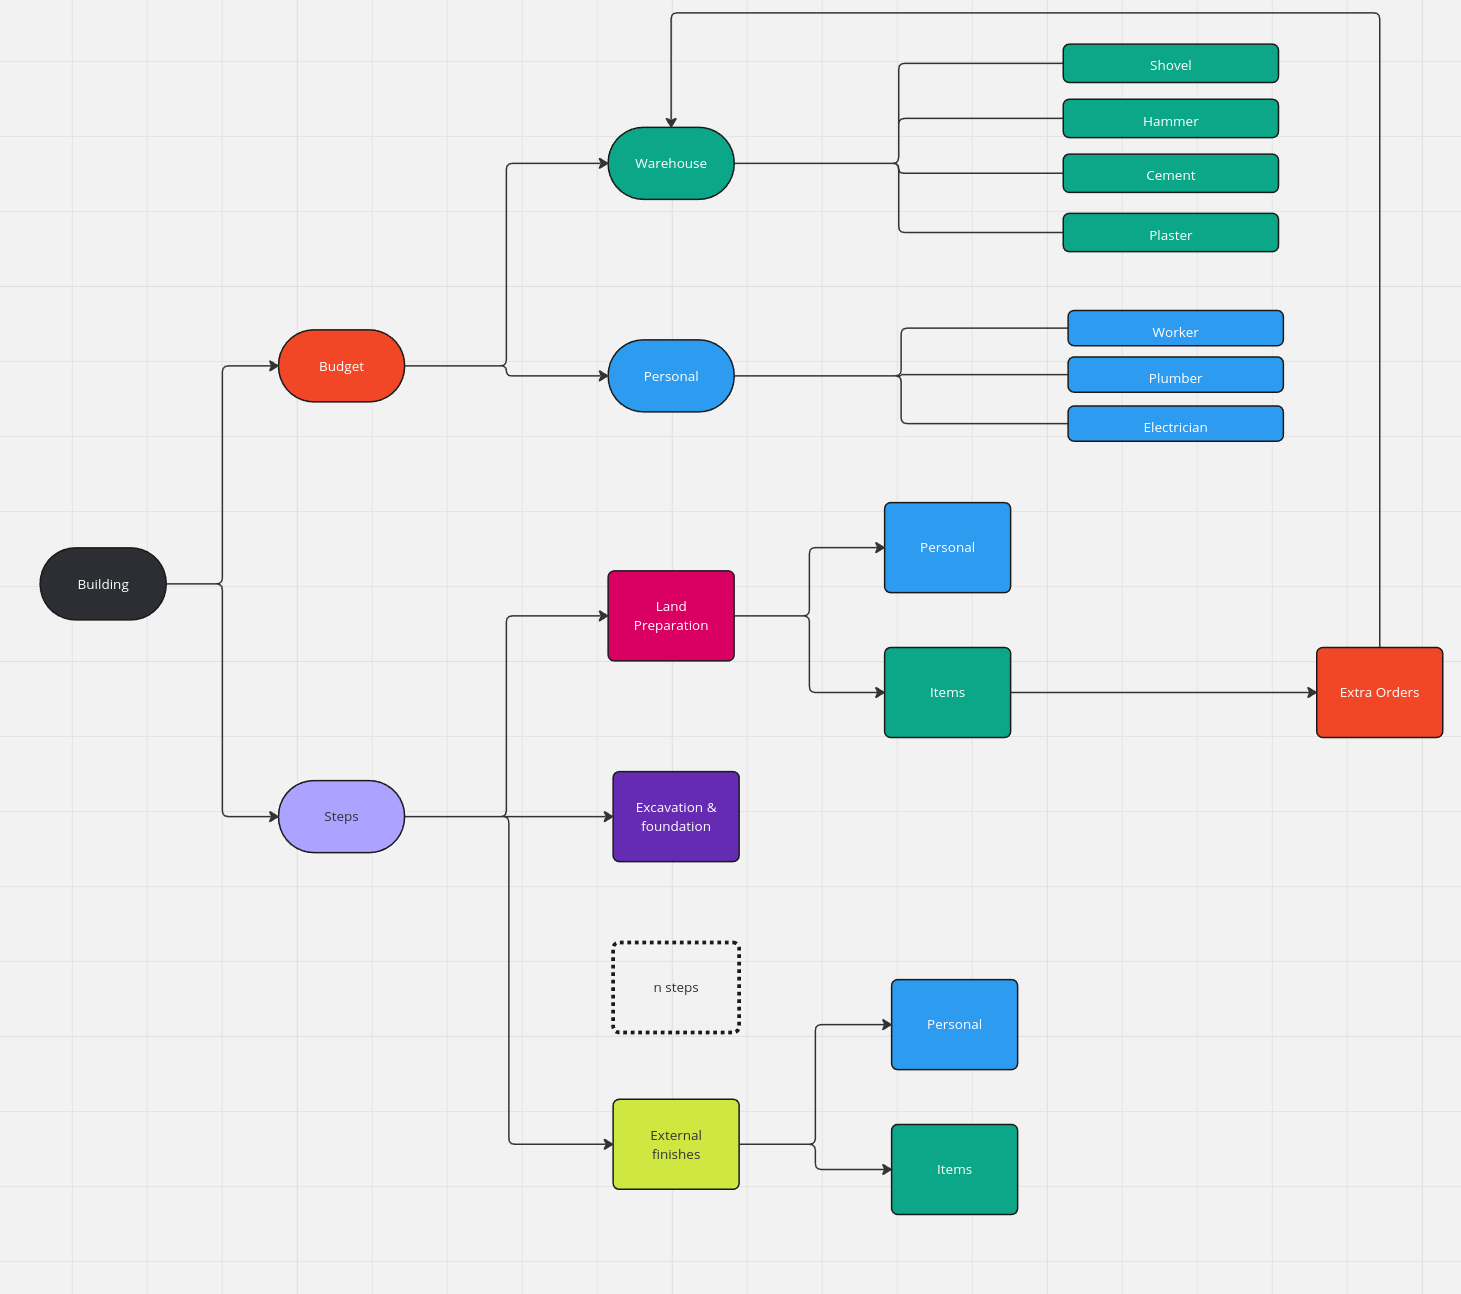 Shovel
Hammer
Warehouse
Cement
Plaster
Worker
Budget
Personal
Plumber
Electrician
Personal
Building
Land
Preparation
Items
Extra Orders
Steps
Excavation &
foundation
n steps
Personal
External
finishes
Items